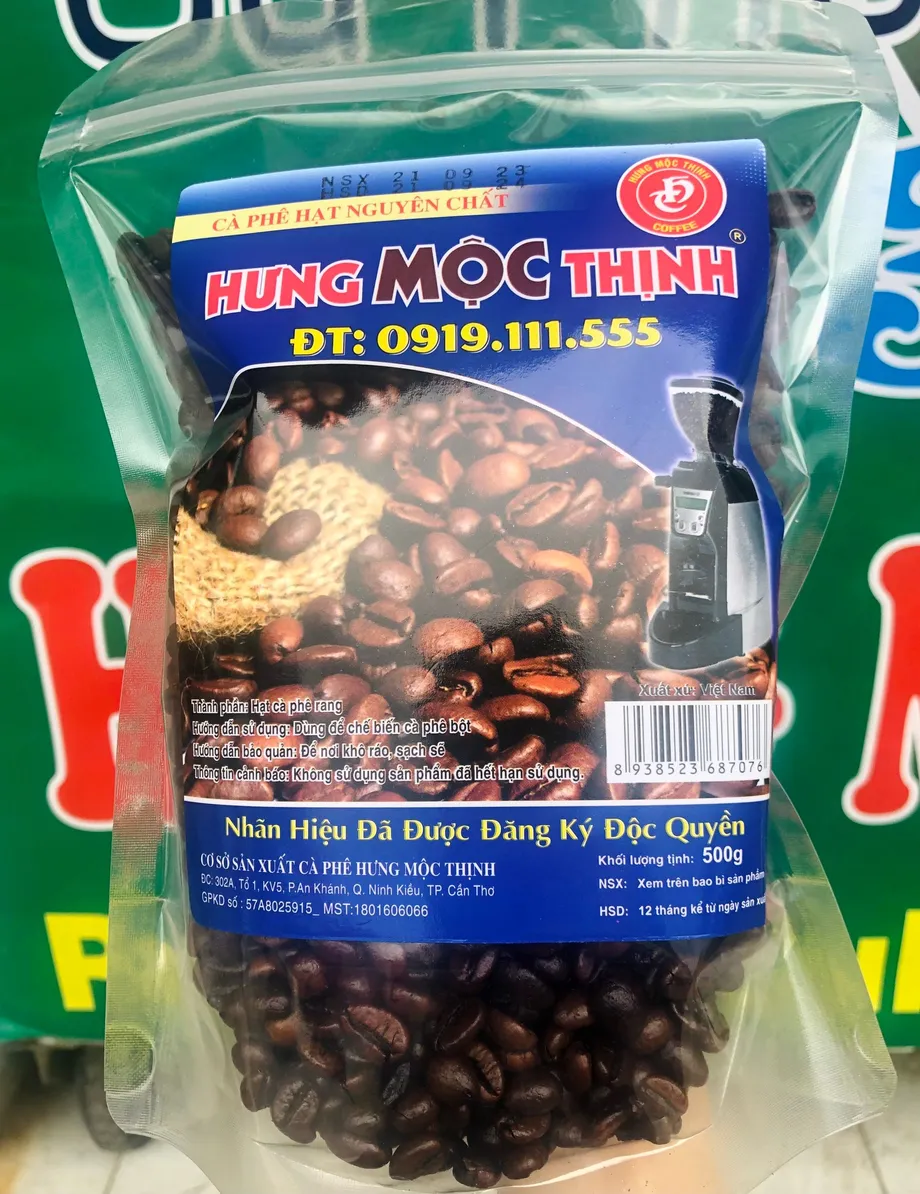 NSX 21 09 23
HSD 21 09 24
CÀ PHÊ HẠT NGUYÊN CHẤT
HƯNG MỘC THỊNH
COFFEE
HƯNG MỘC THỊNH ®
ĐT: 0919.111.555
Xuất xứ: Việt Nam
Thành phần: Hạt cà phê rang
Hướng dẫn sử dụng: Dùng để chế biến cà phê bột
Hướng dẫn bảo quản: Để nơi khô ráo, sạch sẽ
Thông tin cảnh báo: Không sử dụng sản phẩm đã hết hạn sử dụng.
8 938523 687076
Nhãn Hiệu Đã Được Đăng Ký Độc Quyền
CƠ SỞ SẢN XUẤT CÀ PHÊ HƯNG MỘC THỊNH
ĐC: 302A, Tổ 1, KV5, P.An Khánh, Q. Ninh Kiều, TP. Cần Thơ
GPKD số : 57A8025915_ MST:1801606066
Khối lượng tịnh: 500g
NSX: Xem trên bao bì sản phẩm
HSD: 12 tháng kể từ ngày sản xuất